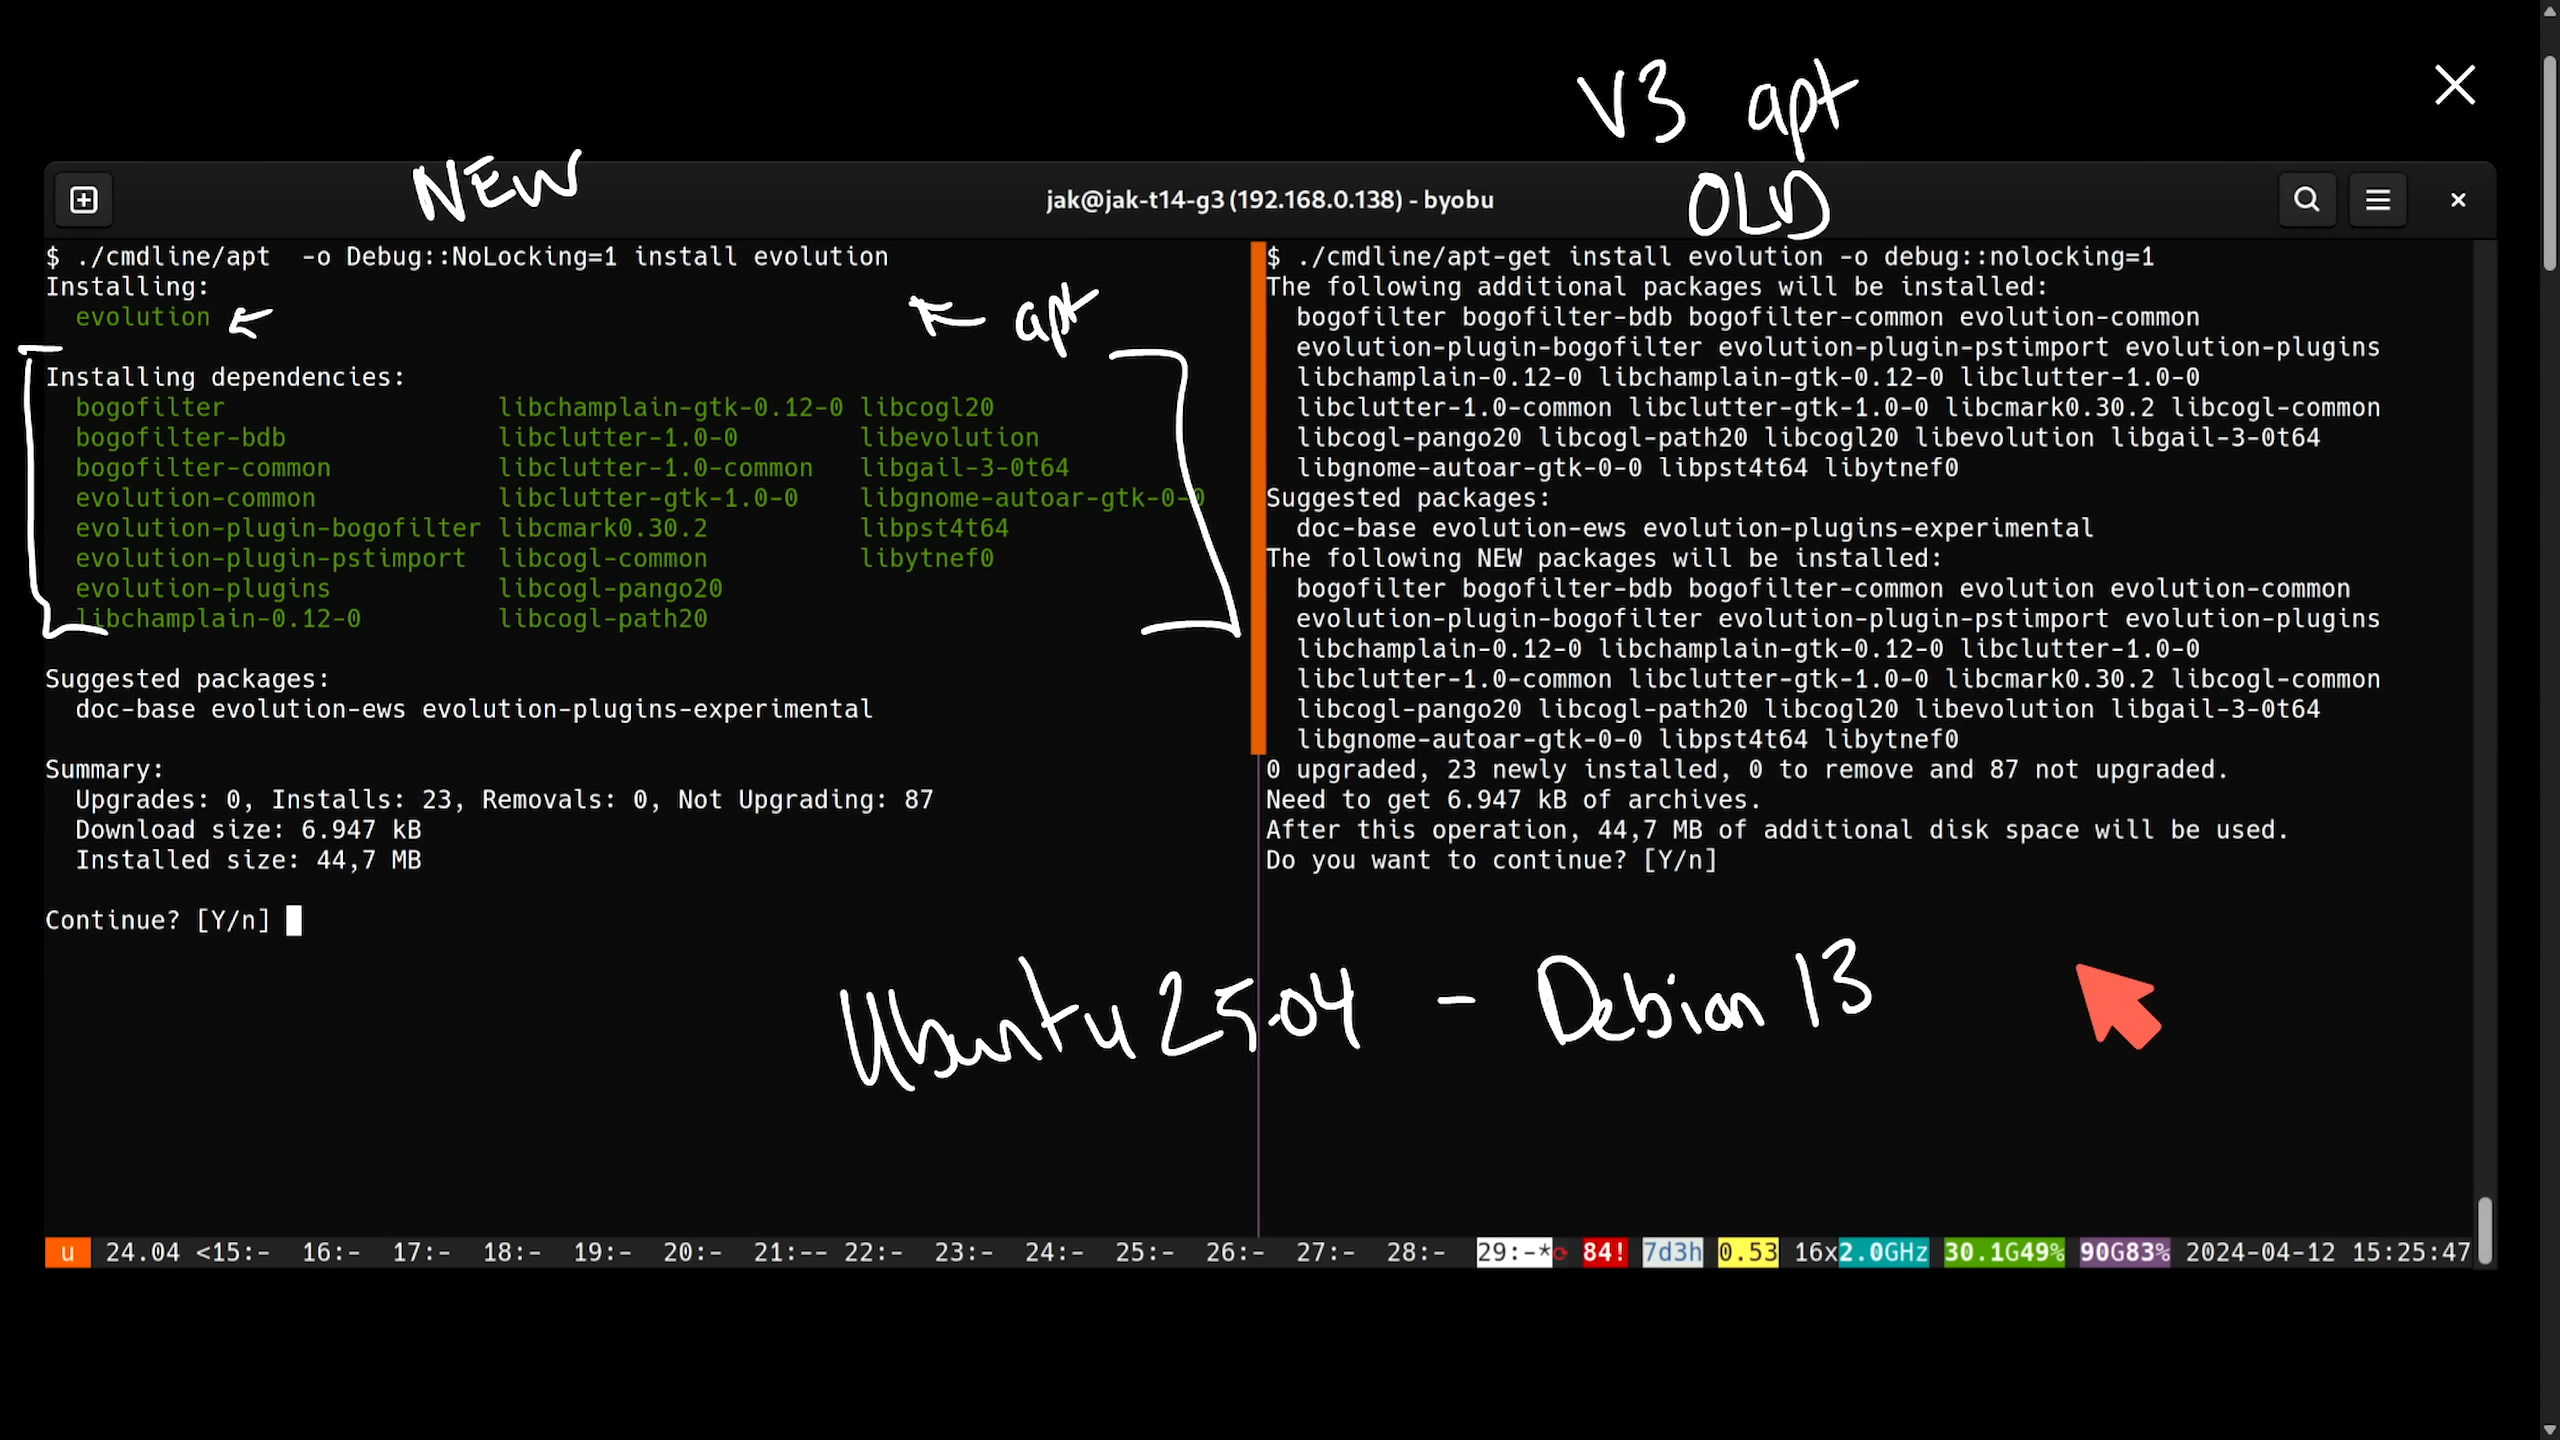 V3 apt
NEW
OLD
jak@jak-t14-g3 (192.168.0.138) - byobu
$ ./cmdline/apt  -o Debug::NoLocking=1 install evolution
Installing:
evolution
← apt
Installing dependencies:
bogofilter libchamplain-gtk-0.12-0 libcogl20
bogofilter-bdb libclutter-1.0-0 libevolution
bogofilter-common libclutter-1.0-common libgail-3-0t64
evolution-common libclutter-gtk-1.0-0 libgnome-autoar-gtk-0-0
evolution-plugin-bogofilter libcmark0.30.2 libpst4t64
evolution-plugin-pstimport libcogl-common libytnef0
evolution-plugins libcogl-pango20
libchamplain-0.12-0 libcogl-path20
Suggested packages:
doc-base evolution-ews evolution-plugins-experimental
Summary:
Upgrades: 0, Installs: 23, Removals: 0, Not Upgrading: 87
Download size: 6.947 kB
Installed size: 44,7 MB
Continue? [Y/n]
$ ./cmdline/apt-get install evolution -o debug::nolocking=1
The following additional packages will be installed:
bogofilter bogofilter-bdb bogofilter-common evolution-common
evolution-plugin-bogofilter evolution-plugin-pstimport evolution-plugins
libchamplain-0.12-0 libchamplain-gtk-0.12-0 libclutter-1.0-0
libclutter-1.0-common libclutter-gtk-1.0-0 libcmark0.30.2 libcogl-common
libcogl-pango20 libcogl-path20 libcogl20 libevolution libgail-3-0t64
libgnome-autoar-gtk-0-0 libpst4t64 libytnef0
Suggested packages:
doc-base evolution-ews evolution-plugins-experimental
The following NEW packages will be installed:
bogofilter bogofilter-bdb bogofilter-common evolution evolution-common
evolution-plugin-bogofilter evolution-plugin-pstimport evolution-plugins
libchamplain-0.12-0 libchamplain-gtk-0.12-0 libclutter-1.0-0
libclutter-1.0-common libclutter-gtk-1.0-0 libcmark0.30.2 libcogl-common
libcogl-pango20 libcogl-path20 libcogl20 libevolution libgail-3-0t64
libgnome-autoar-gtk-0-0 libpst4t64 libytnef0
0 upgraded, 23 newly installed, 0 to remove and 87 not upgraded.
Need to get 6.947 kB of archives.
After this operation, 44,7 MB of additional disk space will be used.
Do you want to continue? [Y/n]
Ubuntu 25.04 - Debian 13
u 24.04 <15:- 16:- 17:- 18:- 19:- 20:- 21:-- 22:- 23:- 24:- 25:- 26:- 27:- 28:- 29:-* 84! 7d3h 0.53 16x2.0GHz 30.1G49% 90G83% 2024-04-12 15:25:47